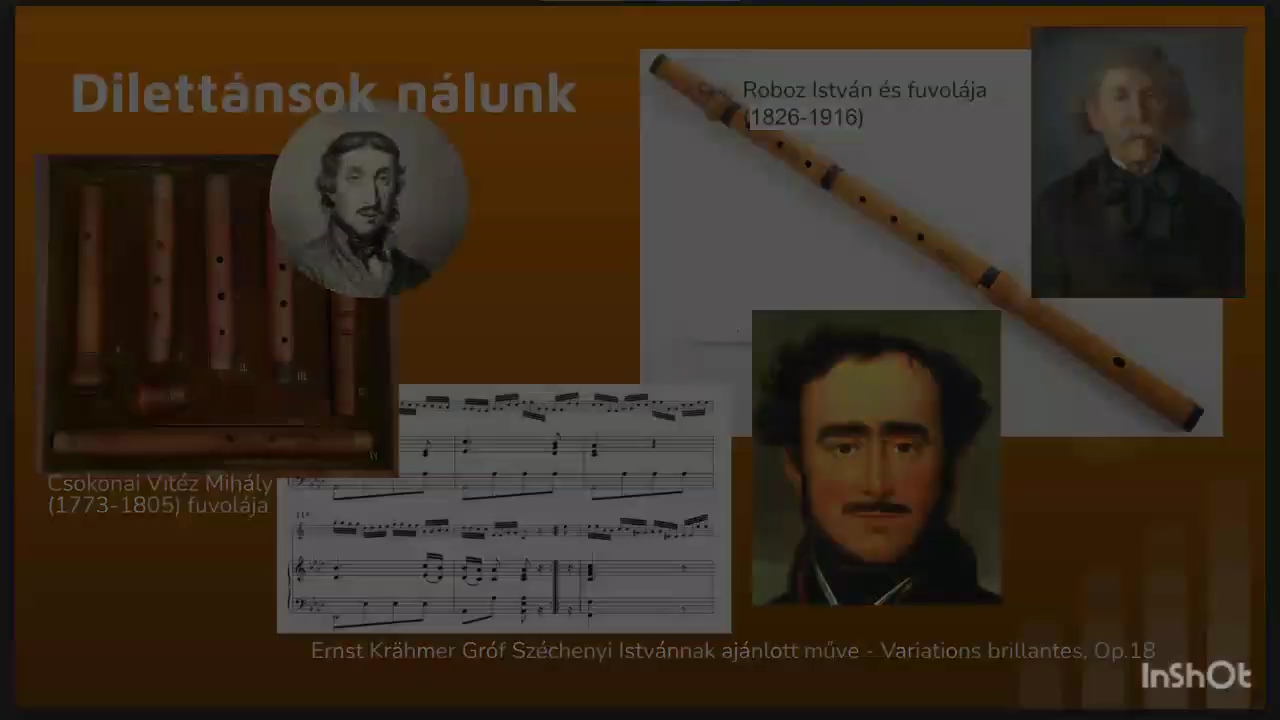 Dilettánsok nálunk
Roboz István és fuvolája
(1826-1916)
Csokonai Vitéz Mihály
(1773-1805) fuvolája
Ernst Krähmer Gróf Széchenyi Istvánnak ajánlott műve - Variations brillantes, Op.18
InShOt